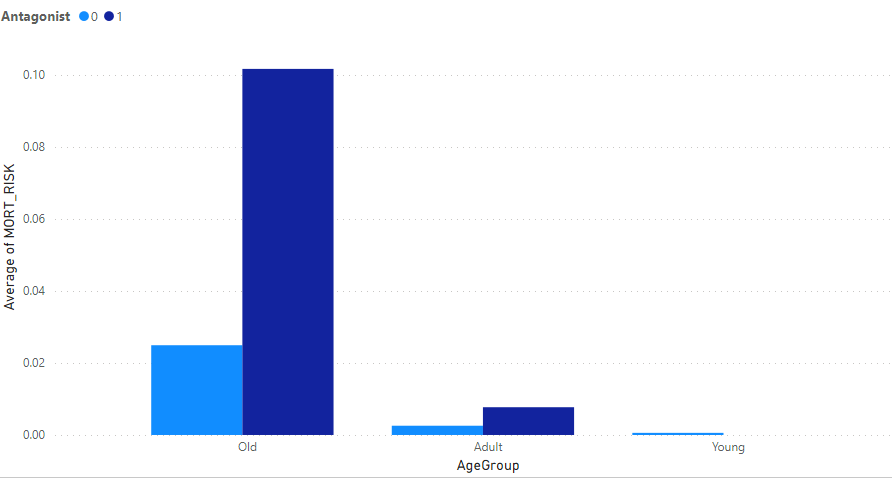 Antagonist 0 1
0.10
0.08
0.06
0.04
0.02
0.00
Average of MORT_RISK
Old Adult Young
AgeGroup